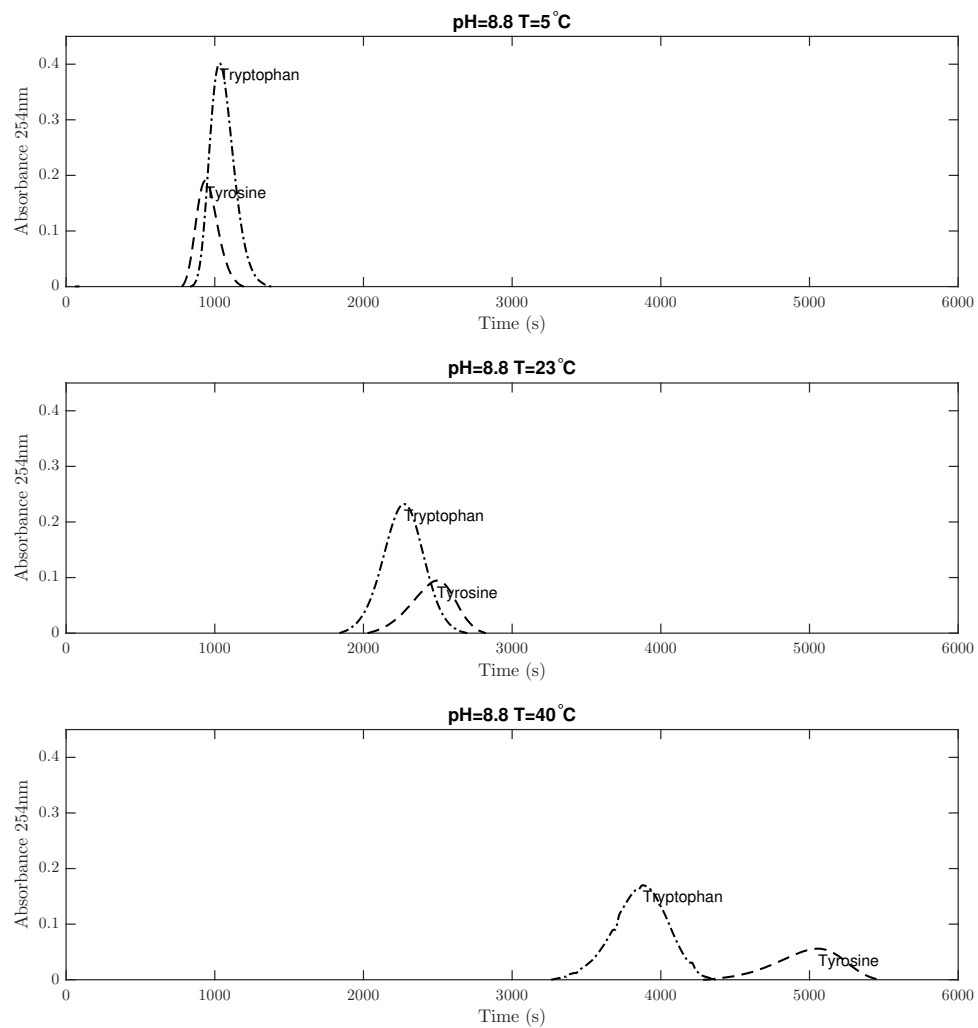 pH=8.8 T=5°C
Absorbance 254nm
0.4
0.3
0.2
0.1
0
Tryptophan
Tyrosine
0 1000 2000 3000 4000 5000 6000
Time (s)
pH=8.8 T=23°C
Absorbance 254nm
0.4
0.3
0.2
0.1
0
Tryptophan
Tyrosine
0 1000 2000 3000 4000 5000 6000
Time (s)
pH=8.8 T=40°C
Absorbance 254nm
0.4
0.3
0.2
0.1
0
Tryptophan
Tyrosine
0 1000 2000 3000 4000 5000 6000
Time (s)